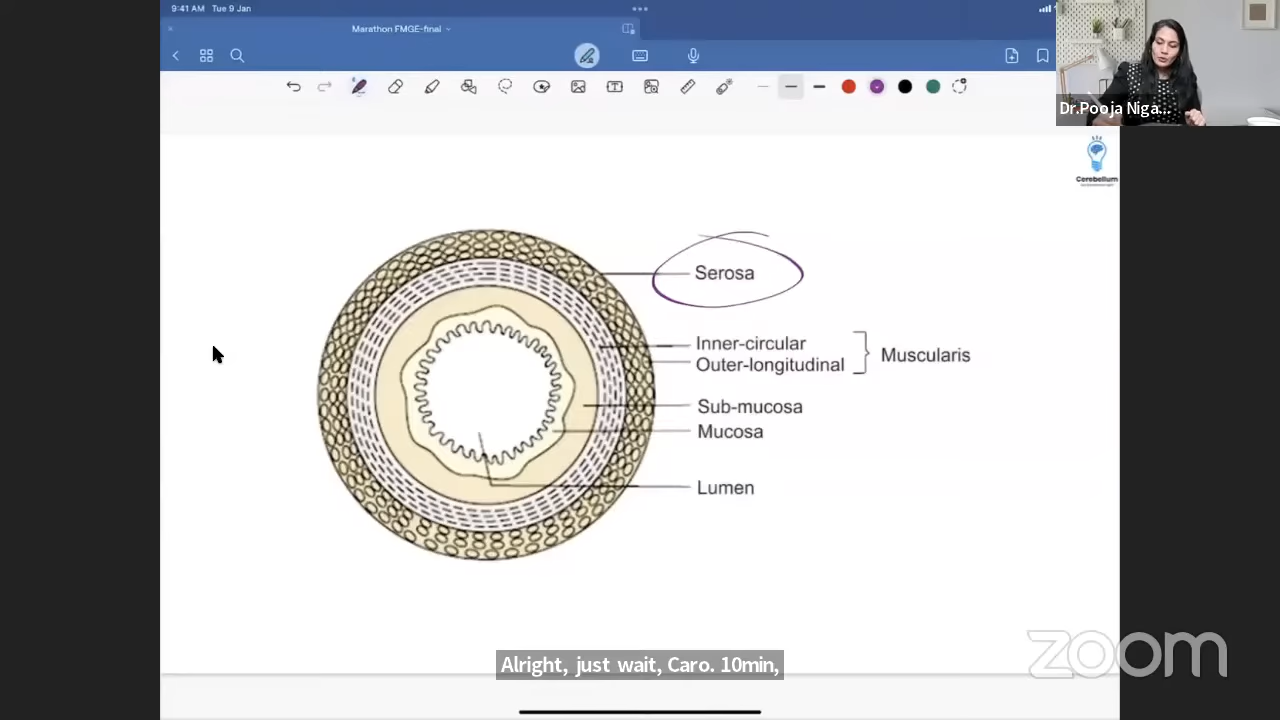 9:41 AM Tue 9 Jan
Marathon FMGE-final
Dr.Pooja Niga...
Cerebellum
Serosa
Inner-circular
Outer-longitudinal
Muscularis
Sub-mucosa
Mucosa
Lumen
zoom
Alright, just wait, Caro. 10min,